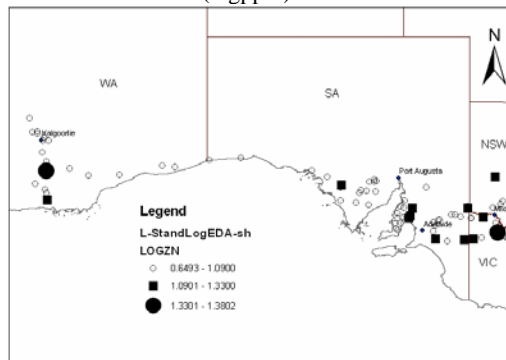 N
WA
SA
NSW
Kalgoorlie
Port Augusta
Adelaide
VIC
Legend
L-StandLogEDA-sh
LOGZN
0.6493 - 1.0900
1.0901 - 1.3300
1.3301 - 1.3802